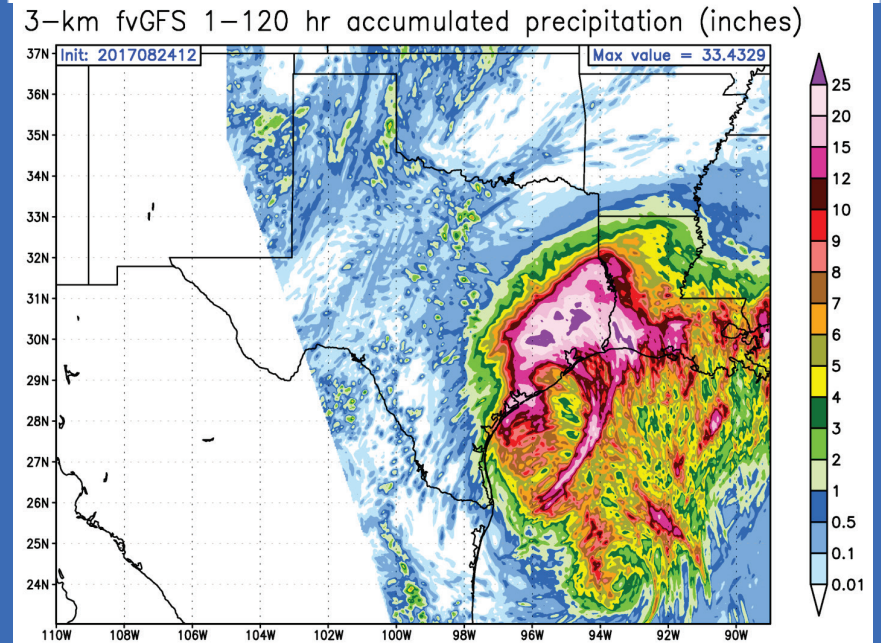 3-km fvGFS 1-120 hr accumulated precipitation (inches)
Init: 2017082412
Max value = 33.4329
37N
36N
35N
34N
33N
32N
31N
30N
29N
28N
27N
26N
25N
24N
110W 108W 106W 104W 102W 100W 98W 96W 94W 92W 90W
25
20
15
12
10
9
8
7
6
5
4
3
2
1
0.5
0.1
0.01